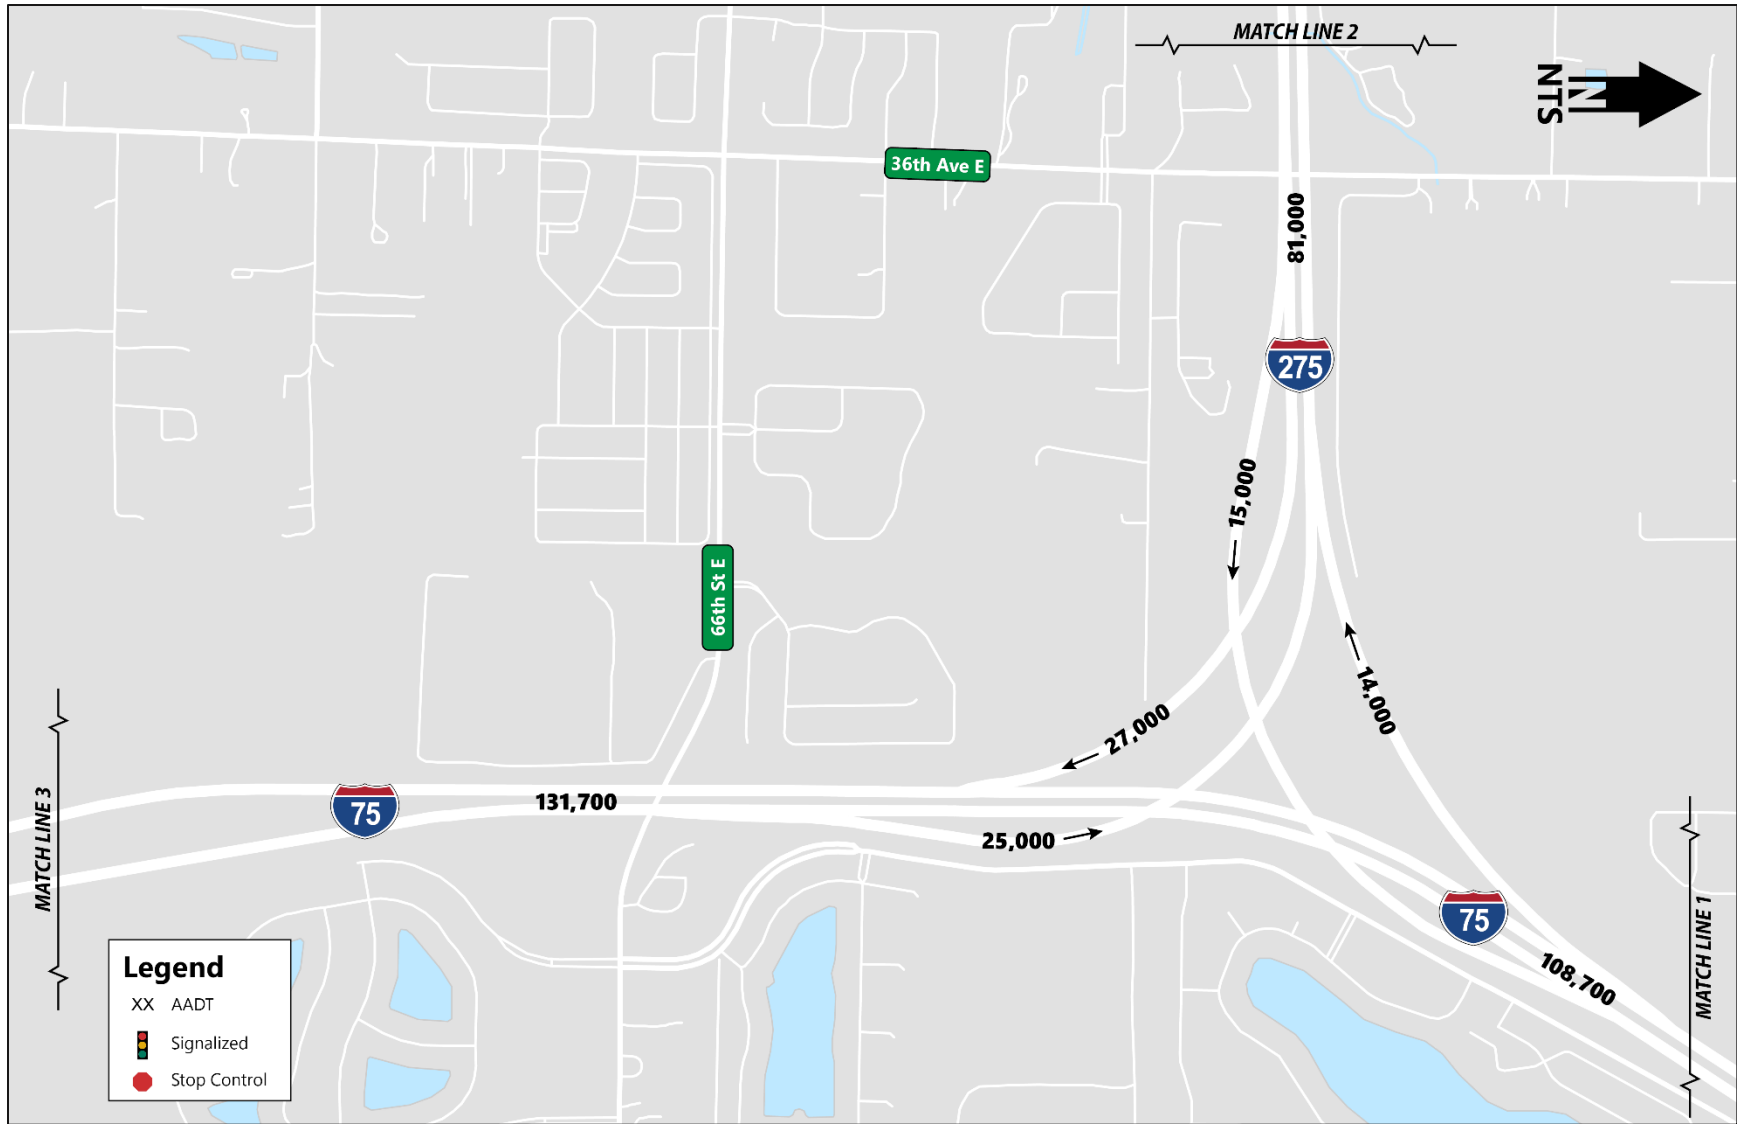 MATCH LINE 2
N
NTS
36th Ave E
81,000
275
15,000
66th St E
14,000
27,000
MATCH LINE 3
75
131,700
25,000
75
108,700
MATCH LINE 1
Legend
XX AADT
Signalized
Stop Control